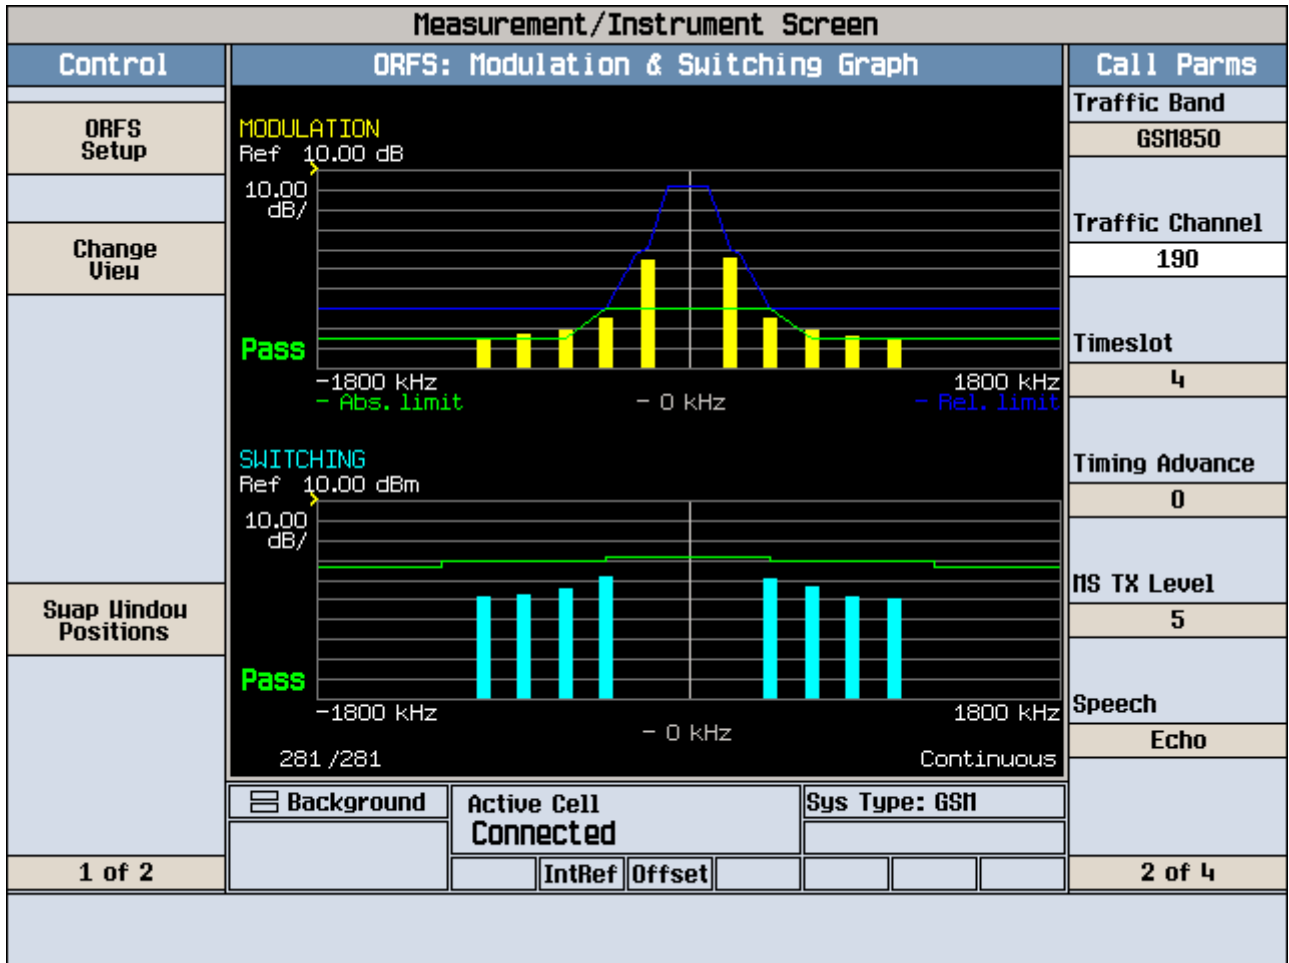 Measurement/Instrument Screen
Control
ORFS: Modulation & Switching Graph
Call Parms
ORFS
Setup
Change
View
Swap Window
Positions
1 of 2
MODULATION
Ref 10.00 dB
10.00
dB/
Pass
-1800 kHz
1800 kHz
- Abs. limit
- 0 kHz
- Rel. limit
SWITCHING
Ref 10.00 dBm
10.00
dB/
Pass
-1800 kHz
1800 kHz
- 0 kHz
281/281
Continuous
Background
Active Cell
Connected
Sys Type: GSM
IntRef
Offset
Traffic Band
GSM850
Traffic Channel
190
Timeslot
4
Timing Advance
0
MS TX Level
5
Speech
Echo
2 of 4